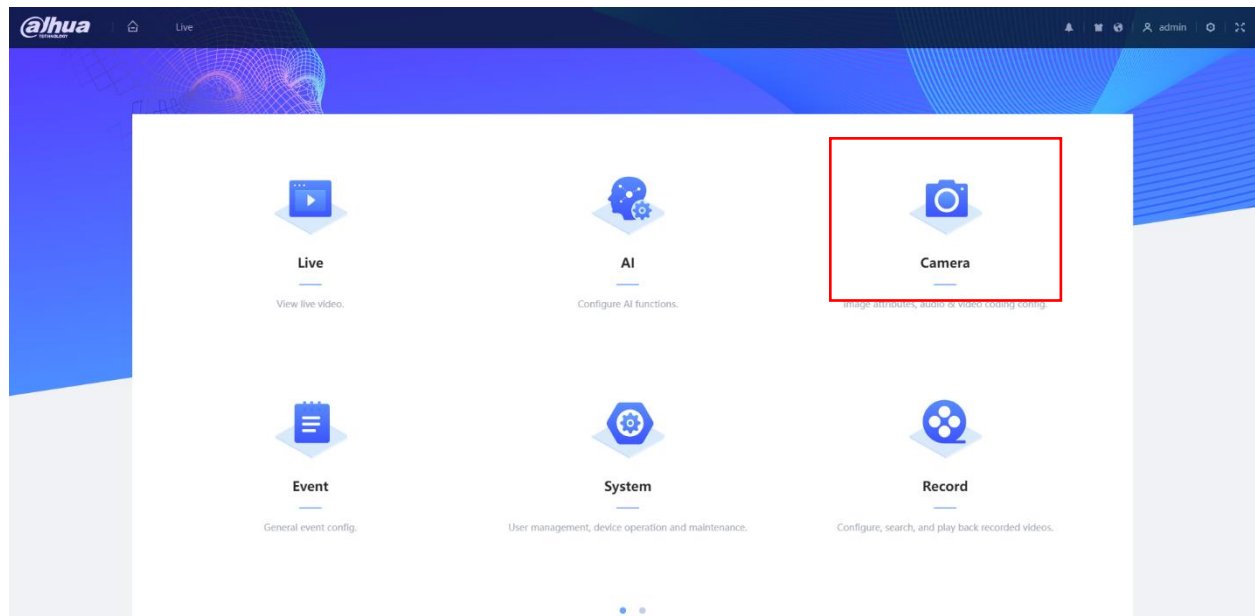 alhua
TECHNOLOGY
Live
admin
Live
AI
Camera
View live video.
Configure AI functions.
Image attributes, audio & video coding config.
Event
System
Record
General event config.
User management, device operation and maintenance.
Configure, search, and play back recorded videos.